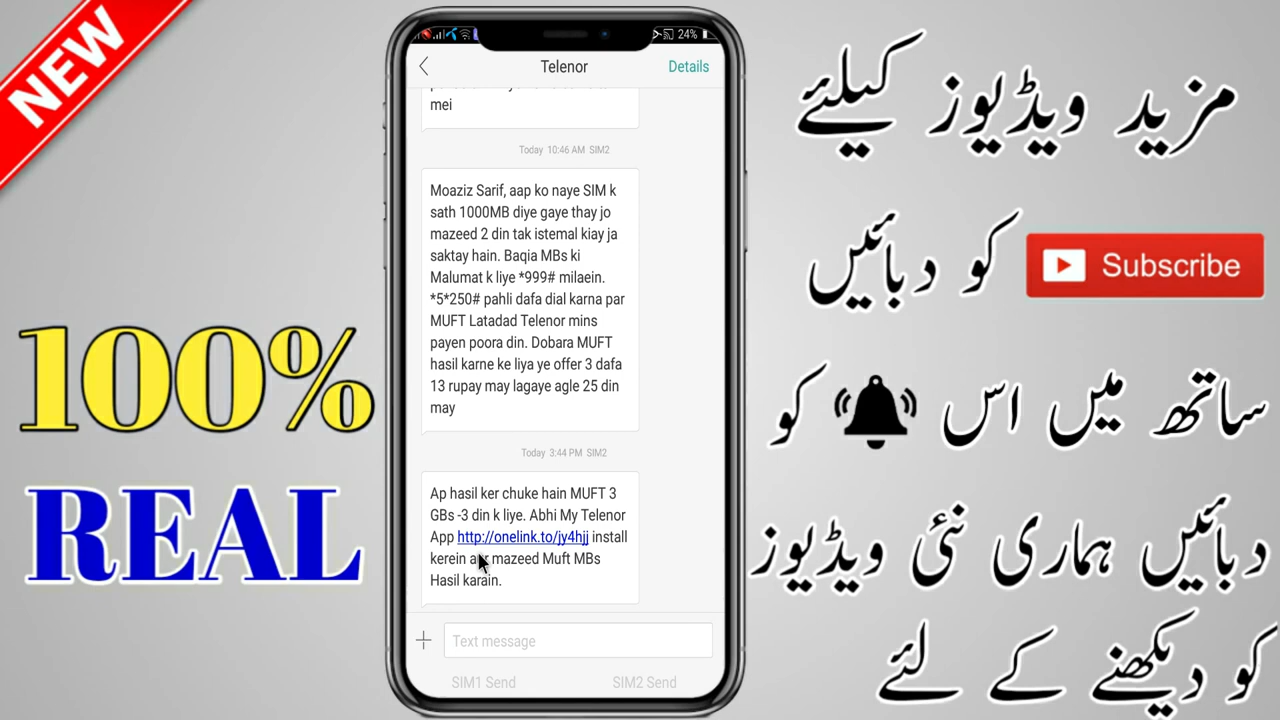 NEW
100%
REAL
24%
Telenor
Details
mei
Today 10:46 AM SIM2
Moaziz Sarif, aap ko naye SIM k
sath 1000MB diye gaye thay jo
mazeed 2 din tak istemal kiay ja
saktay hain. Baqia MBs ki
Malumat k liye *999# milaein.
*5*250# pahli dafa dial karna par
MUFT Latadad Telenor mins
payen poora din. Dobara MUFT
hasil karne ke liya ye offer 3 dafa
13 rupay may lagaye agle 25 din
may
Today 3:44 PM SIM2
Ap hasil ker chuke hain MUFT 3
GBs -3 din k liye. Abhi My Telenor
App http://onelink.to/jy4hjj install
kerein mazeed Muft MBs
Hasil karain.
Text message
SIM1 Send
SIM2 Send
مزید ویڈیوز کیلئے
Subscribe کو دبائیں
ساتھ میں اس کو
دبائیں ہماری نئی ویڈیوز
کو دیکھنے کے لئے